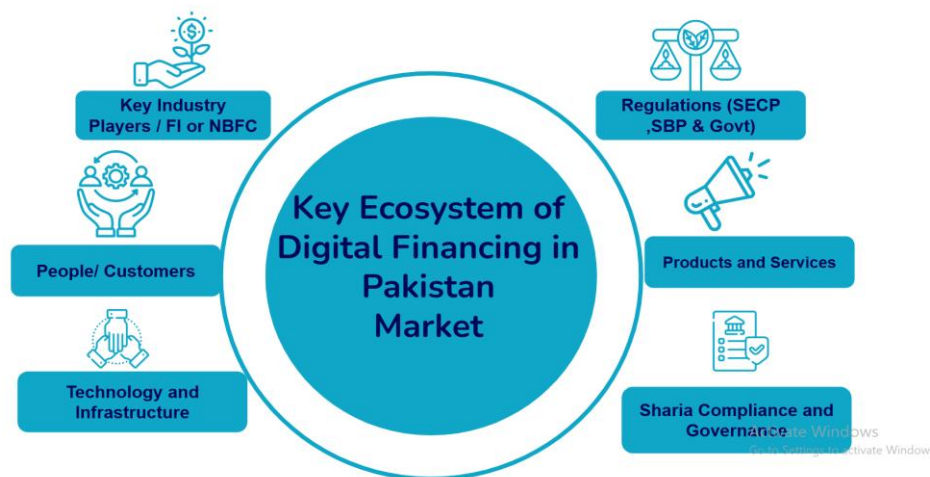 Key Industry
Players / FI or NBFC
People/ Customers
Technology and
Infrastructure
Key Ecosystem of
Digital Financing in
Pakistan
Market
Regulations (SECP
,SBP & Govt)
Products and Services
Sharia Compliance and
Governance
Activate Windows
Go to Settings to activate Window